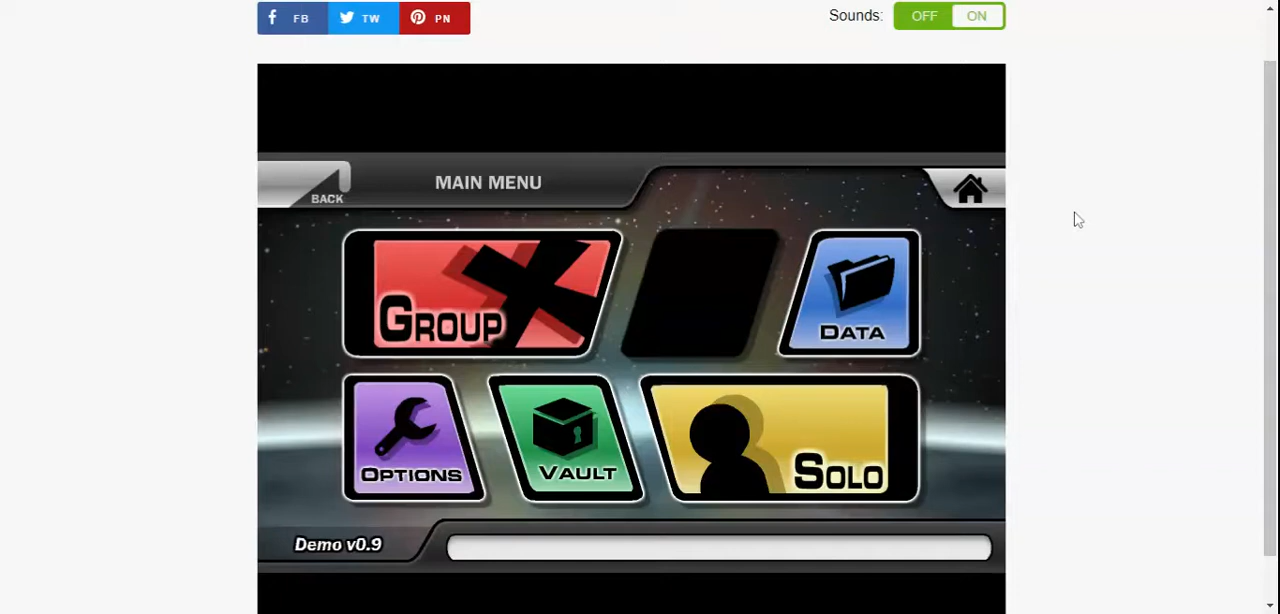 FB TW PN Sounds: OFF ON
BACK MAIN MENU
GROUP
DATA
OPTIONS
VAULT
SOLO
Demo v0.9